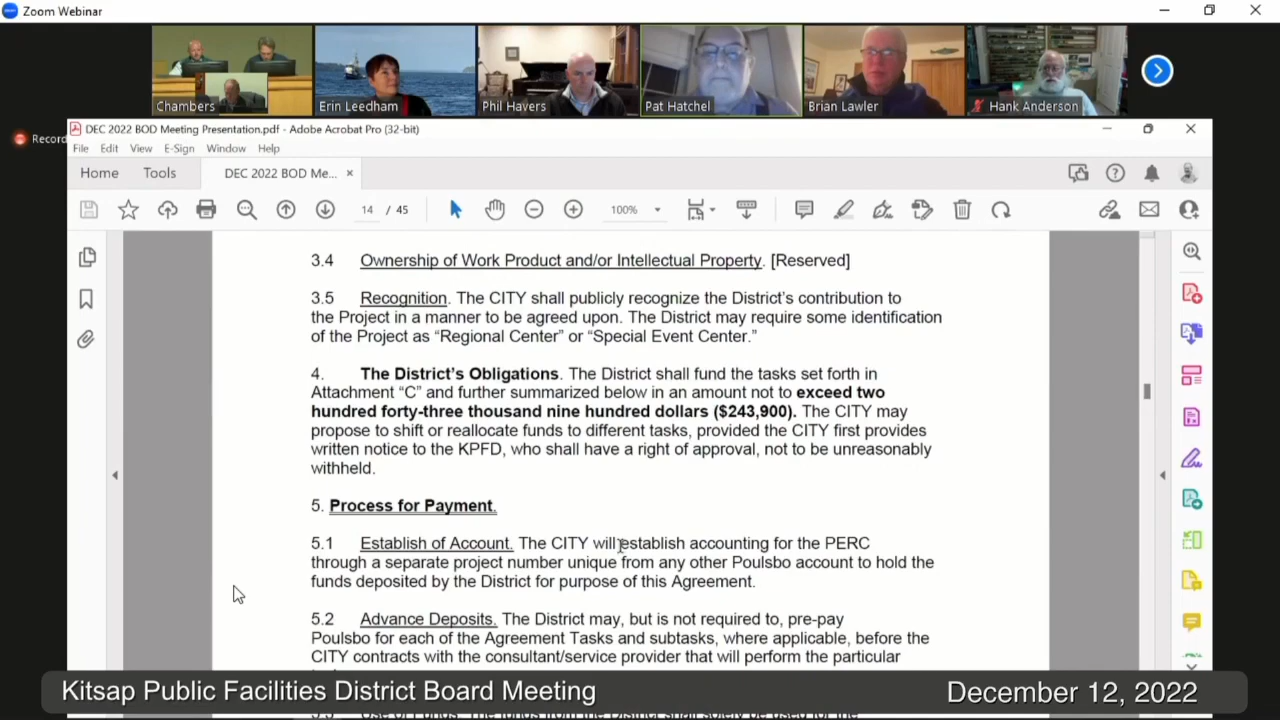 Zoom Webinar
Chambers
Erin Leedham
Phil Havers
Pat Hatchel
Brian Lawler
Hank Anderson
Record
DEC 2022 BOD Meeting Presentation.pdf - Adobe Acrobat Pro (32-bit)
File Edit View E-Sign Window Help
Home Tools DEC 2022 BOD Me... ×
14 / 45 100%
3.4 Ownership of Work Product and/or Intellectual Property. [Reserved]
3.5 Recognition. The CITY shall publicly recognize the District's contribution to
the Project in a manner to be agreed upon. The District may require some identification
of the Project as “Regional Center” or “Special Event Center.”
4. The District's Obligations. The District shall fund the tasks set forth in
Attachment “C” and further summarized below in an amount not to exceed two
hundred forty-three thousand nine hundred dollars ($243,900). The CITY may
propose to shift or reallocate funds to different tasks, provided the CITY first provides
written notice to the KPFD, who shall have a right of approval, not to be unreasonably
withheld.
5. Process for Payment.
5.1 Establish of Account. The CITY will establish accounting for the PERC
through a separate project number unique from any other Poulsbo account to hold the
funds deposited by the District for purpose of this Agreement.
5.2 Advance Deposits. The District may, but is not required to, pre-pay
Poulsbo for each of the Agreement Tasks and subtasks, where applicable, before the
CITY contracts with the consultant/service provider that will perform the particular
Kitsap Public Facilities District Board Meeting
December 12, 2022